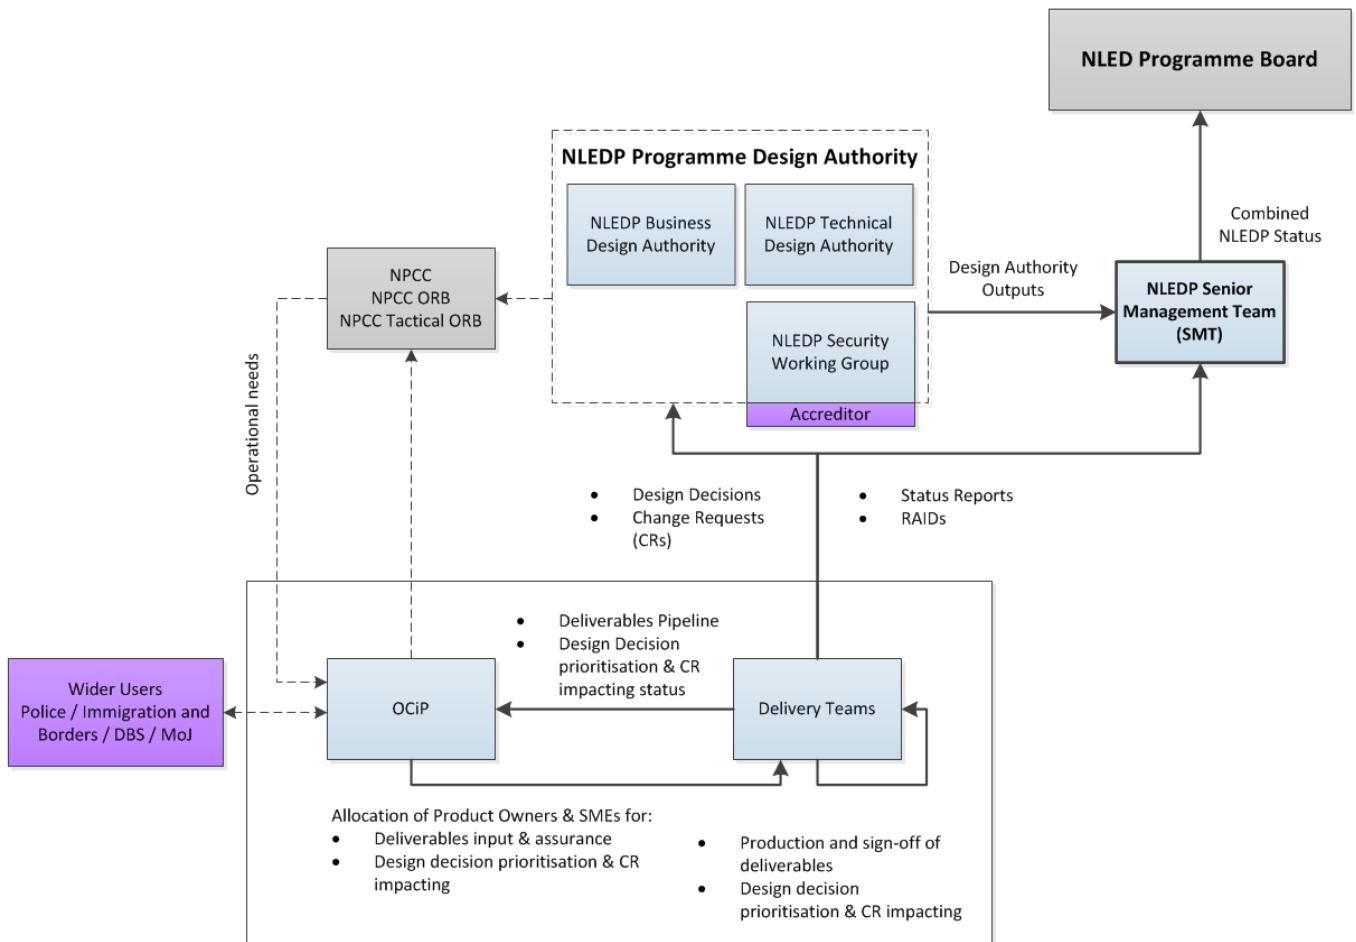 NLED Programme Board
NLEDP Programme Design Authority
NLEDP Business
Design Authority
NLEDP Technical
Design Authority
Combined
NLEDP Status
NPCC
NPCC ORB
NPCC Tactical ORB
Design Authority
Outputs
NLEDP Senior
Management Team
(SMT)
NLEDP Security
Working Group
Accreditor
Operational needs
• Design Decisions
• Change Requests
(CRs)
• Status Reports
• RAIDs
• Deliverables Pipeline
• Design Decision
prioritisation & CR
impacting status
Wider Users
Police / Immigration and
Borders / DBS / MoJ
OCiP
Delivery Teams
Allocation of Product Owners & SMEs for:
• Deliverables input & assurance
• Design decision prioritisation & CR
impacting
• Production and sign-off of
deliverables
• Design decision
prioritisation & CR impacting